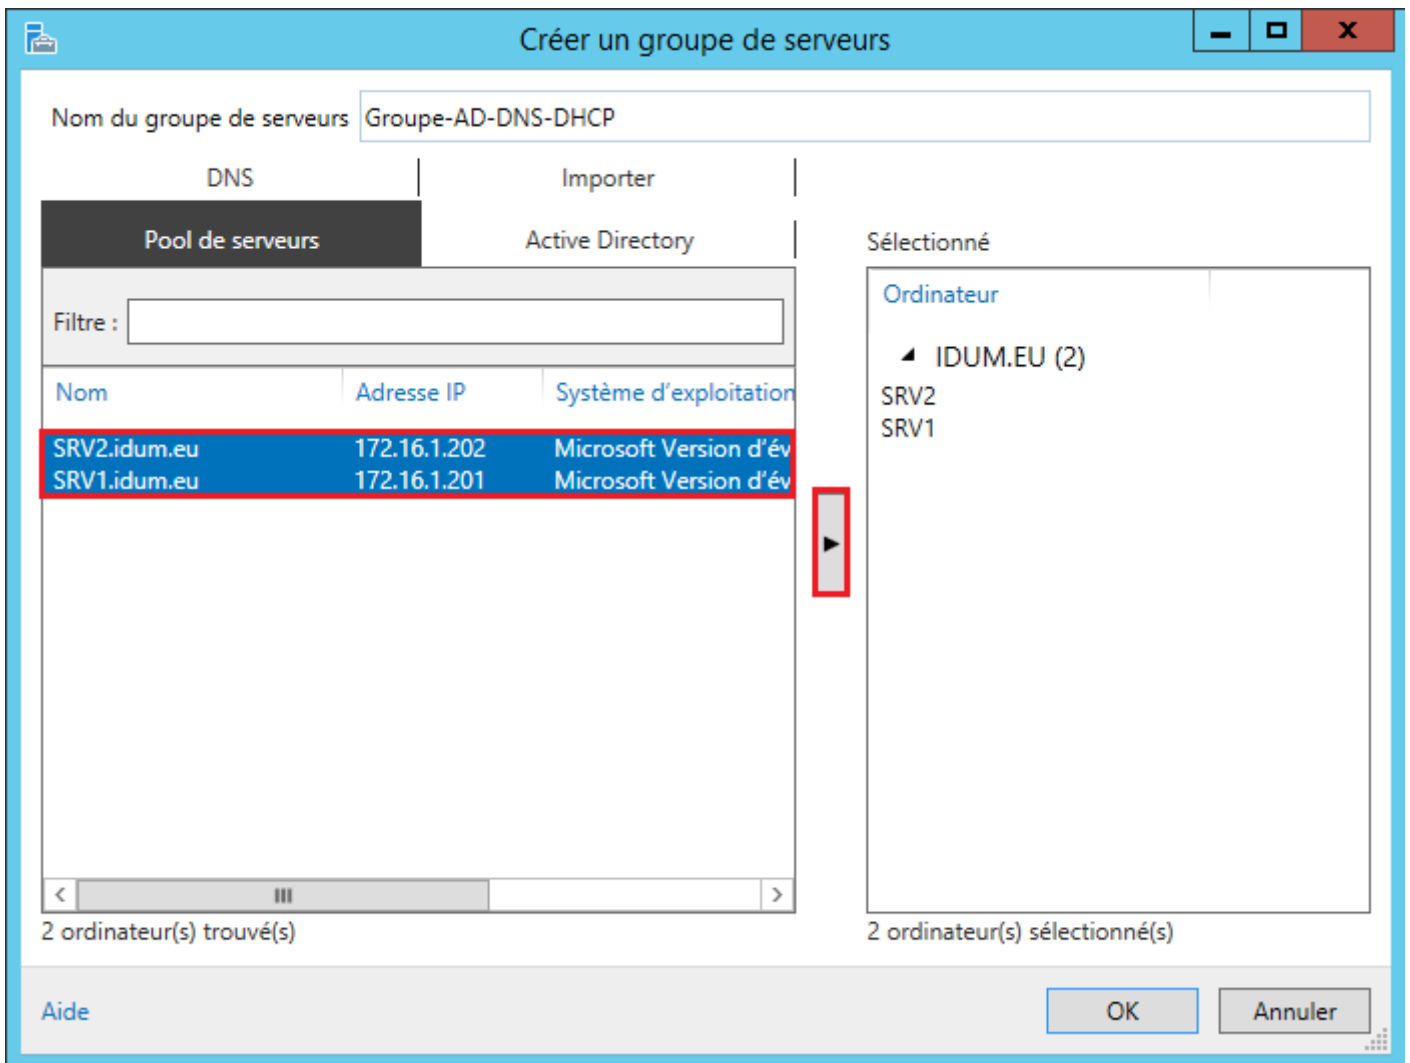 Créer un groupe de serveurs
Nom du groupe de serveurs Groupe-AD-DNS-DHCP
DNS Importer
Pool de serveurs Active Directory
Sélectionné
Filtre :
Ordinateur
IDUM.EU (2)
SRV2
SRV1
Nom Adresse IP Système d'exploitation
SRV2.idum.eu 172.16.1.202 Microsoft Version d'év
SRV1.idum.eu 172.16.1.201 Microsoft Version d'év
2 ordinateur(s) trouvé(s)
2 ordinateur(s) sélectionné(s)
Aide
OK Annuler